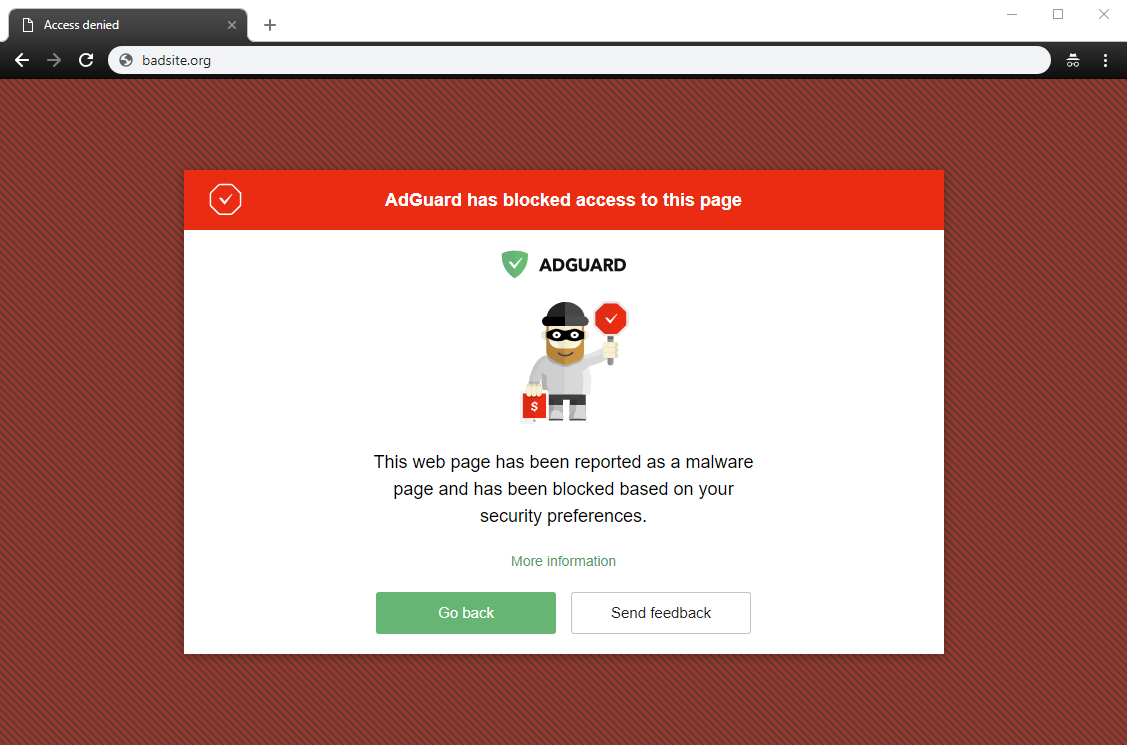 Access denied
badsite.org
AdGuard has blocked access to this page
ADGUARD
$
This web page has been reported as a malware
page and has been blocked based on your
security preferences.
More information
Go back
Send feedback